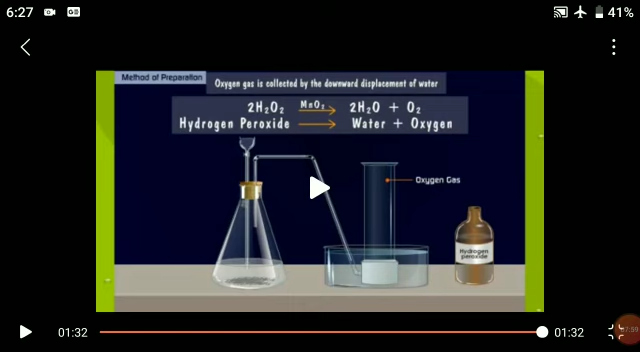 6:27
41%
Method of Preparation
Oxygen gas is collected by the downward displacement of water
2H₂O₂ MnO₂ 2H₂O + O₂
Hydrogen Peroxide Water + Oxygen
Oxygen Gas
Hydrogen
peroxide
01:32
01:32